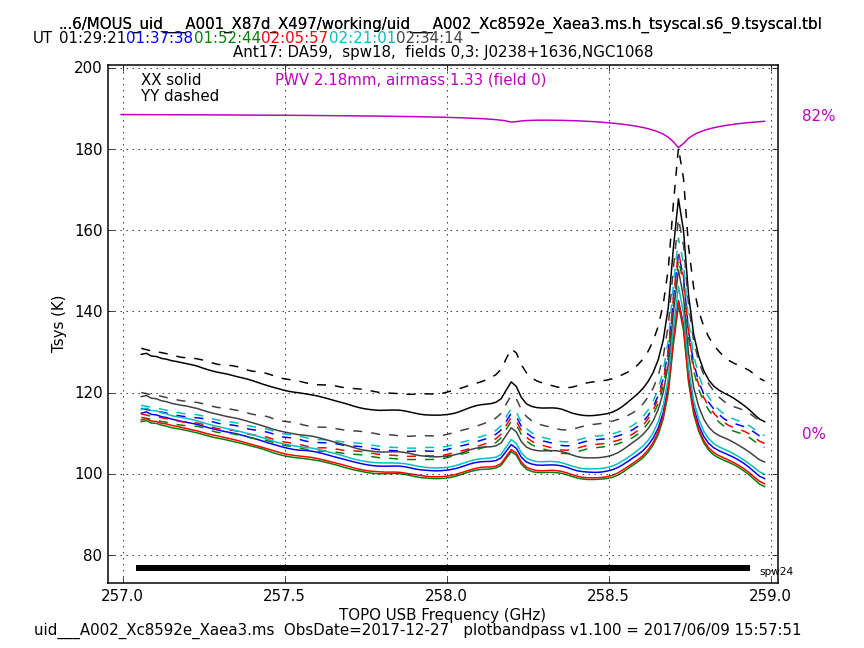 ...6/MOUS_uid___A001_X87d_X497/working/uid___A002_Xc8592e_Xaea3.ms.h_tsyscal.s6_9.tsyscal.tbl
UT 01:29:21 01:37:38 01:52:44 02:05:57 02:21:01 02:34:14
Ant17: DA59, spw18, fields 0,3: J0238+1636,NGC1068
200
XX solid PWV 2.18mm, airmass 1.33 (field 0)
YY dashed
82%
180
160
140
Tsys (K)
120
0%
100
80
spw24
257.0 257.5 258.0 258.5 259.0
TOPO USB Frequency (GHz)
uid___A002_Xc8592e_Xaea3.ms ObsDate=2017-12-27 plotbandpass v1.100 = 2017/06/09 15:57:51